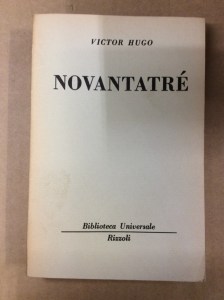 VICTOR HUGO
NOVANTATRÉ
Biblioteca Universale
Rizzoli